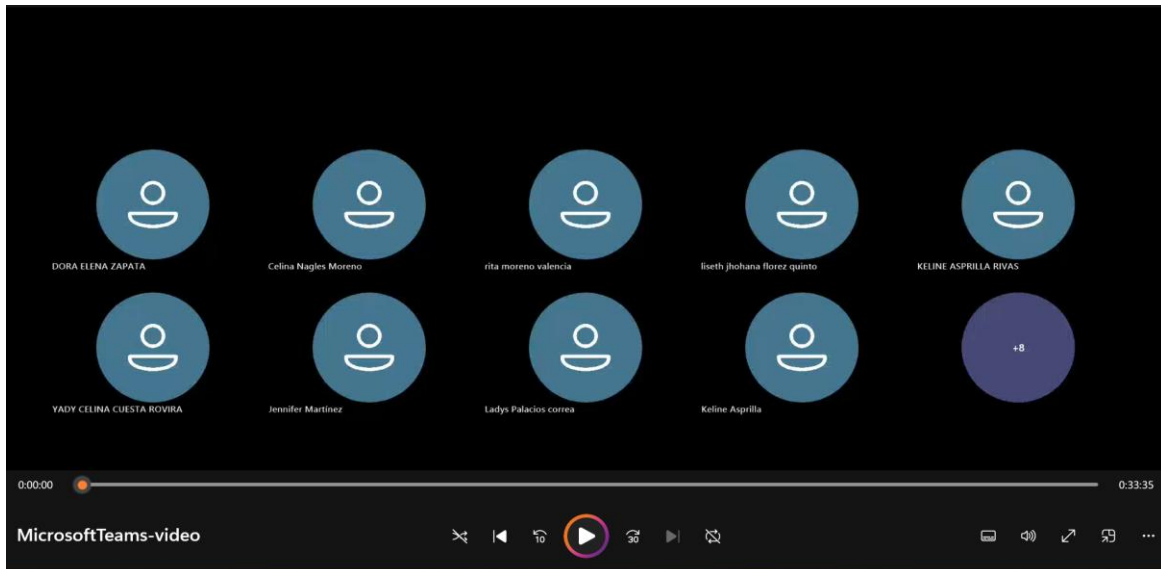 DORA ELENA ZAPATA
Celina Nagles Moreno
rita moreno valencia
liseth jhohana florez quinto
KELINE ASPRILLA RIVAS
YADY CELINA CUESTA ROVIRA
Jennifer Martínez
Ladys Palacios correa
Keline Asprilla
+8
0:00:00
0:33:35
MicrosoftTeams-video
10
30